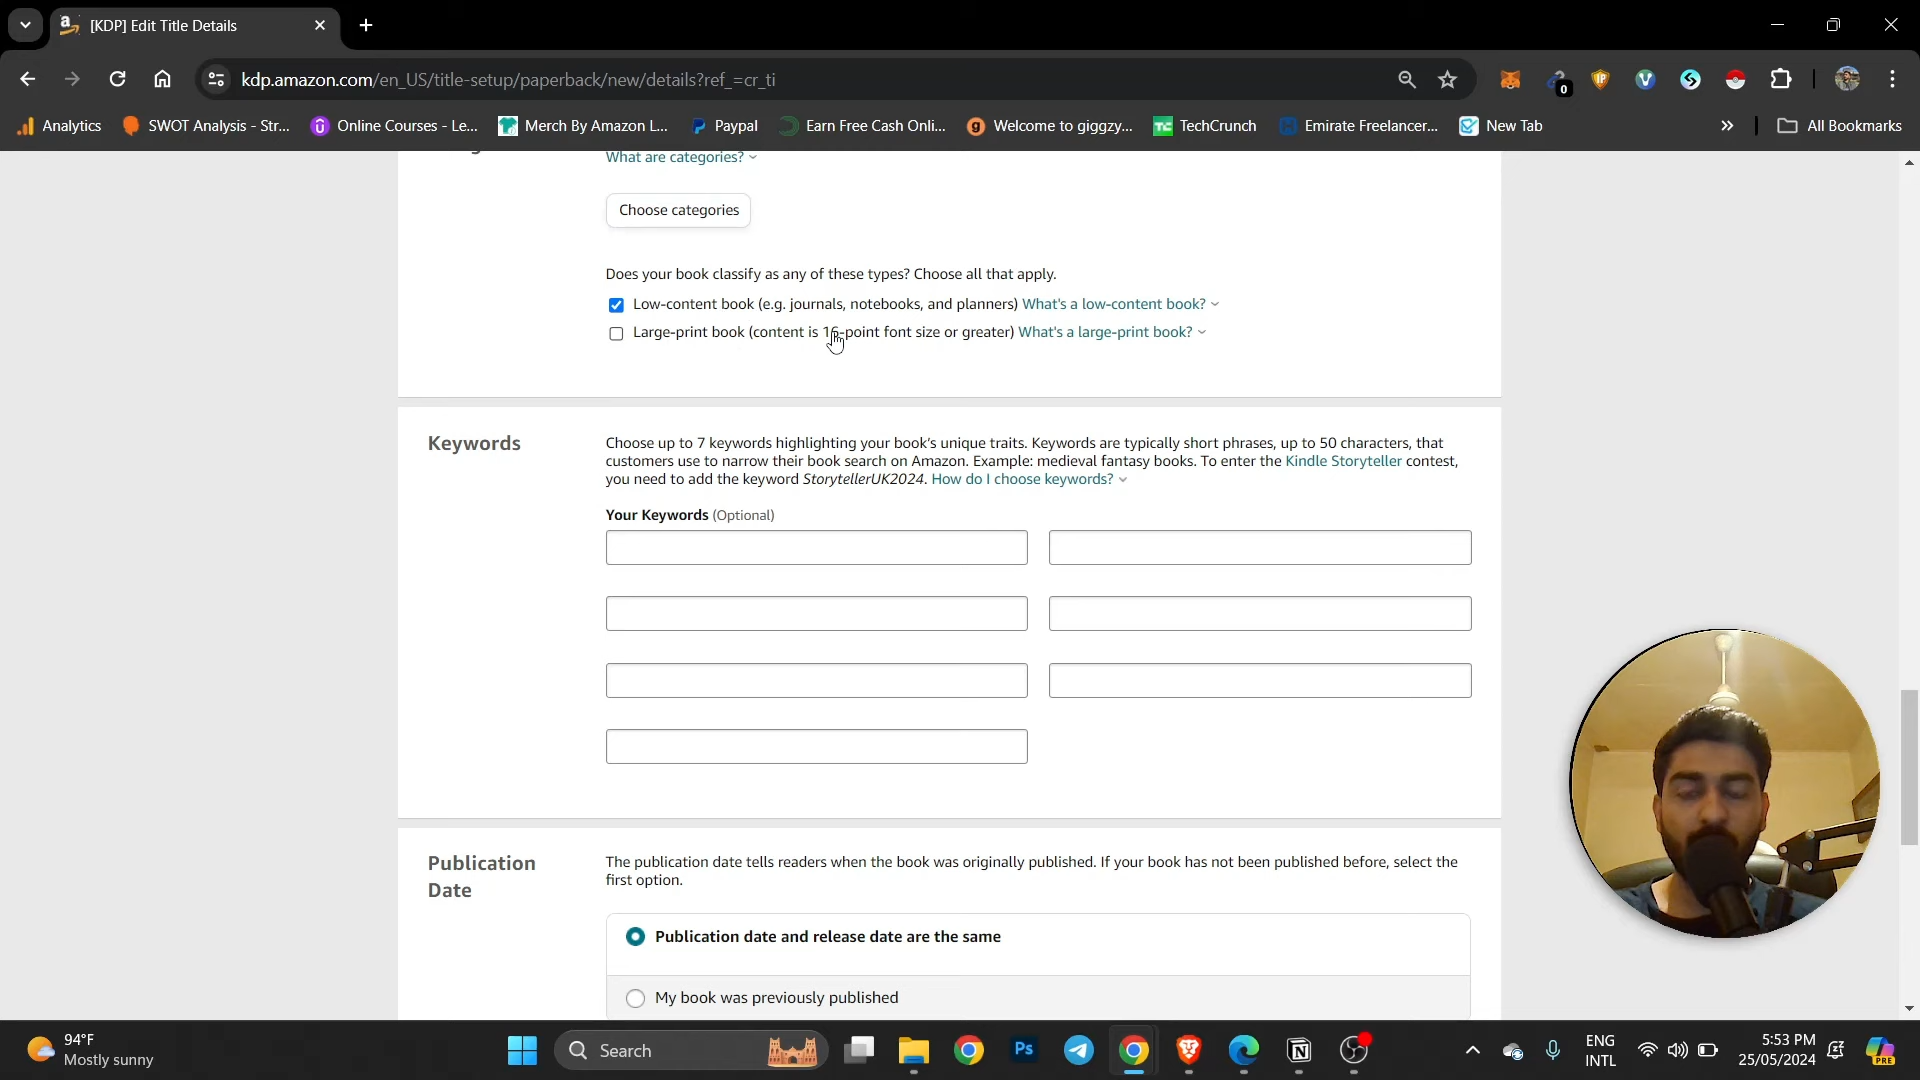 [KDP] Edit Title Details
kdp.amazon.com/en_US/title-setup/paperback/new/details?ref_=cr_ti
0
Analytics
SWOT Analysis - Str...
Online Courses - Le...
Merch By Amazon L...
Paypal
Earn Free Cash Onli...
Welcome to giggzy...
TechCrunch
Emirate Freelancer...
New Tab
All Bookmarks
What are categories?
Choose categories
Does your book classify as any of these types? Choose all that apply.
Low-content book (e.g. journals, notebooks, and planners) What's a low-content book?
Large-print book (content is 16-point font size or greater) What's a large-print book?
Keywords
Choose up to 7 keywords highlighting your book's unique traits. Keywords are typically short phrases, up to 50 characters, that
customers use to narrow their book search on Amazon. Example: medieval fantasy books. To enter the Kindle Storyteller contest,
you need to add the keyword StorytellerUK2024. How do I choose keywords?
Your Keywords (Optional)
Publication
Date
The publication date tells readers when the book was originally published. If your book has not been published before, select the
first option.
Publication date and release date are the same
My book was previously published
94°F
Mostly sunny
Search
Ps
ENG
INTL
5:53 PM
25/05/2024
PRE